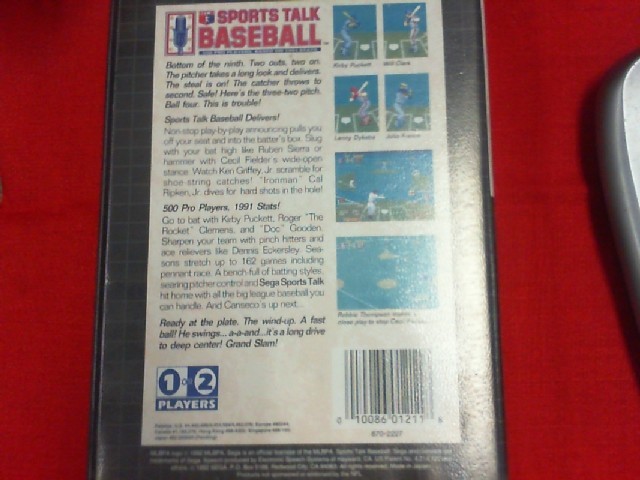 SPORTS TALK
BASEBALL
Bottom of the ninth. Two outs, two on.
The pitcher takes a long look and delivers.
The steal is on! The catcher throws to
second. Safe! Here's the three-two pitch.
Ball four. This is trouble!
Sports Talk Baseball Delivers!
Non-stop play-by-play announcing pulls you
off your seat and into the batter's box. Slug
with your bat high like Ruben Sierra or
hammer with Cecil Fielder's wide-open
stance. Watch Ken Griffey, Jr. scramble for
shoe-string catches! "Ironman" Cal
Ripken, Jr. dives for hard shots in the hole!
500 Pro Players, 1991 Stats!
Go to bat with Kirby Puckett, Roger "The
Rocket" Clemens, and "Doc" Gooden.
Sharpen your team with pinch hitters and
ace relievers like Dennis Eckersley. Sea-
sons stretch up to 162 games including
pennant race. A bench-full of batting styles,
searing pitcher control and Sega Sports Talk
hit home with all the big league baseball you
can handle. And Canseco's up next...
Ready at the plate. The wind-up. A fast
ball! He swings... a-a-and...it's a long drive
to deep center! Grand Slam!
1 OR 2
PLAYERS
Kirby Puckett
Will Clark
Lenny Dykstra
Robbie Thompson
close play to stop Cecil
0 10086 01211
670-2227